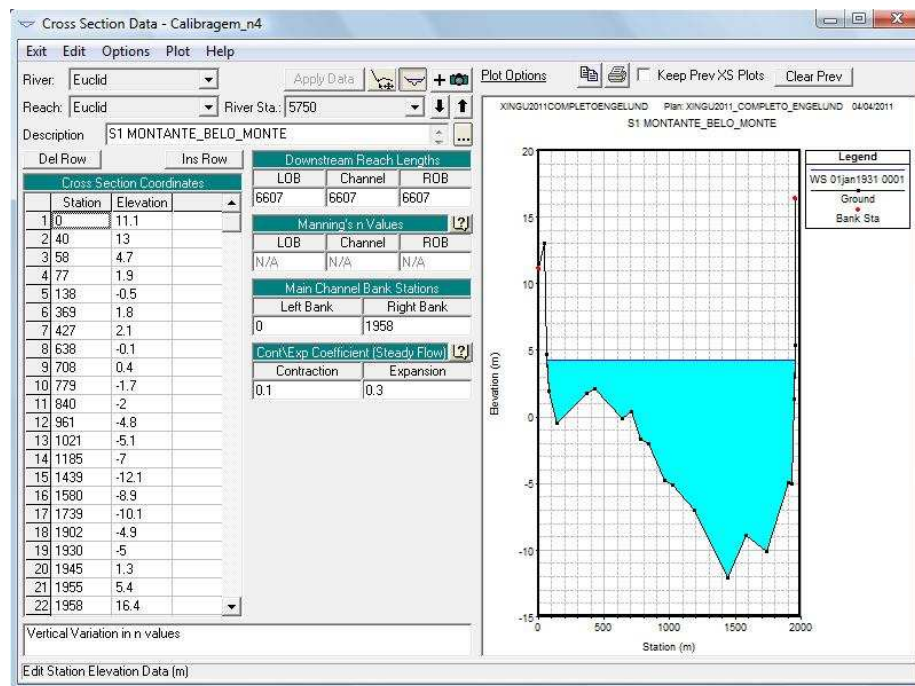 Cross Section Data - Calibragem_n4
Exit Edit Options Plot Help
River: Euclid Apply Data Plot Options Keep Prev XS Plots Clear Prev
Reach: Euclid River Sta.: 5750
Description S1 MONTANTE_BELO_MONTE ...
Del Row Ins Row
Cross Section Coordinates
Station Elevation
1 0 11.1
2 40 13
3 58 4.7
4 77 1.9
5 138 -0.5
6 369 1.8
7 427 2.1
8 638 -0.1
9 708 0.4
10 779 -1.7
11 840 -2
12 961 -4.8
13 1021 -5.1
14 1185 -7
15 1439 -12.1
16 1580 -8.9
17 1739 -10.1
18 1902 -4.9
19 1930 -5
20 1945 1.3
21 1955 5.4
22 1958 16.4
Downstream Reach Lengths
LOB Channel ROB
6607 6607 6607
Manning's n Values
LOB Channel ROB
N/A N/A N/A
Main Channel Bank Stations
Left Bank Right Bank
0 1958
Cont\Exp Coefficient (Steady Flow)
Contraction Expansion
0.1 0.3
Vertical Variation in n values
Edit Station Elevation Data (m)
XINGU2011COMPLETOENGELUND Plan: XINGU2011_COMPLETO_ENGELUND 04/04/2011
S1 MONTANTE_BELO_MONTE
Elevation (m)
20
15
10
5
0
-5
-10
-15
0 500 1000 1500 2000
Station (m)
Legend
WS 01jan1931 0001
Ground
Bank Sta